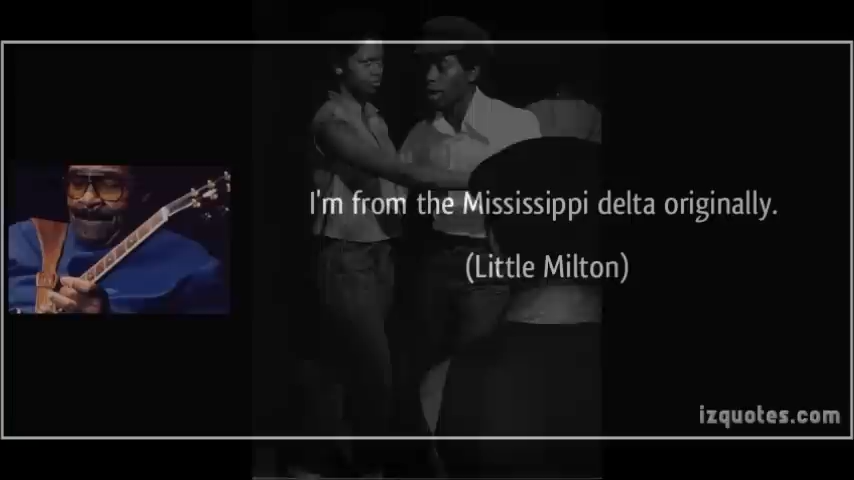 I'm from the Mississippi delta originally.
(Little Milton)
izquotes.com